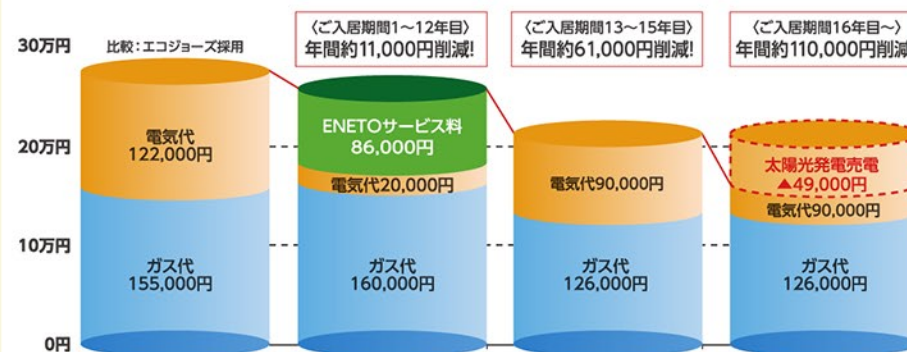 〈ご入居期間1～12年目〉
年間約11,000円削減!
〈ご入居期間13～15年目〉
年間約61,000円削減!
〈ご入居期間16年目～〉
年間約110,000円削減
30万円
比較：エコジョーズ採用
20万円
10万円
0円
電気代
122,000円
ガス代
155,000円
ENETOサービス料
86,000円
電気代20,000円
ガス代
160,000円
電気代90,000円
ガス代
126,000円
太陽光発電売電
▲49,000円
電気代90,000円
ガス代
126,000円